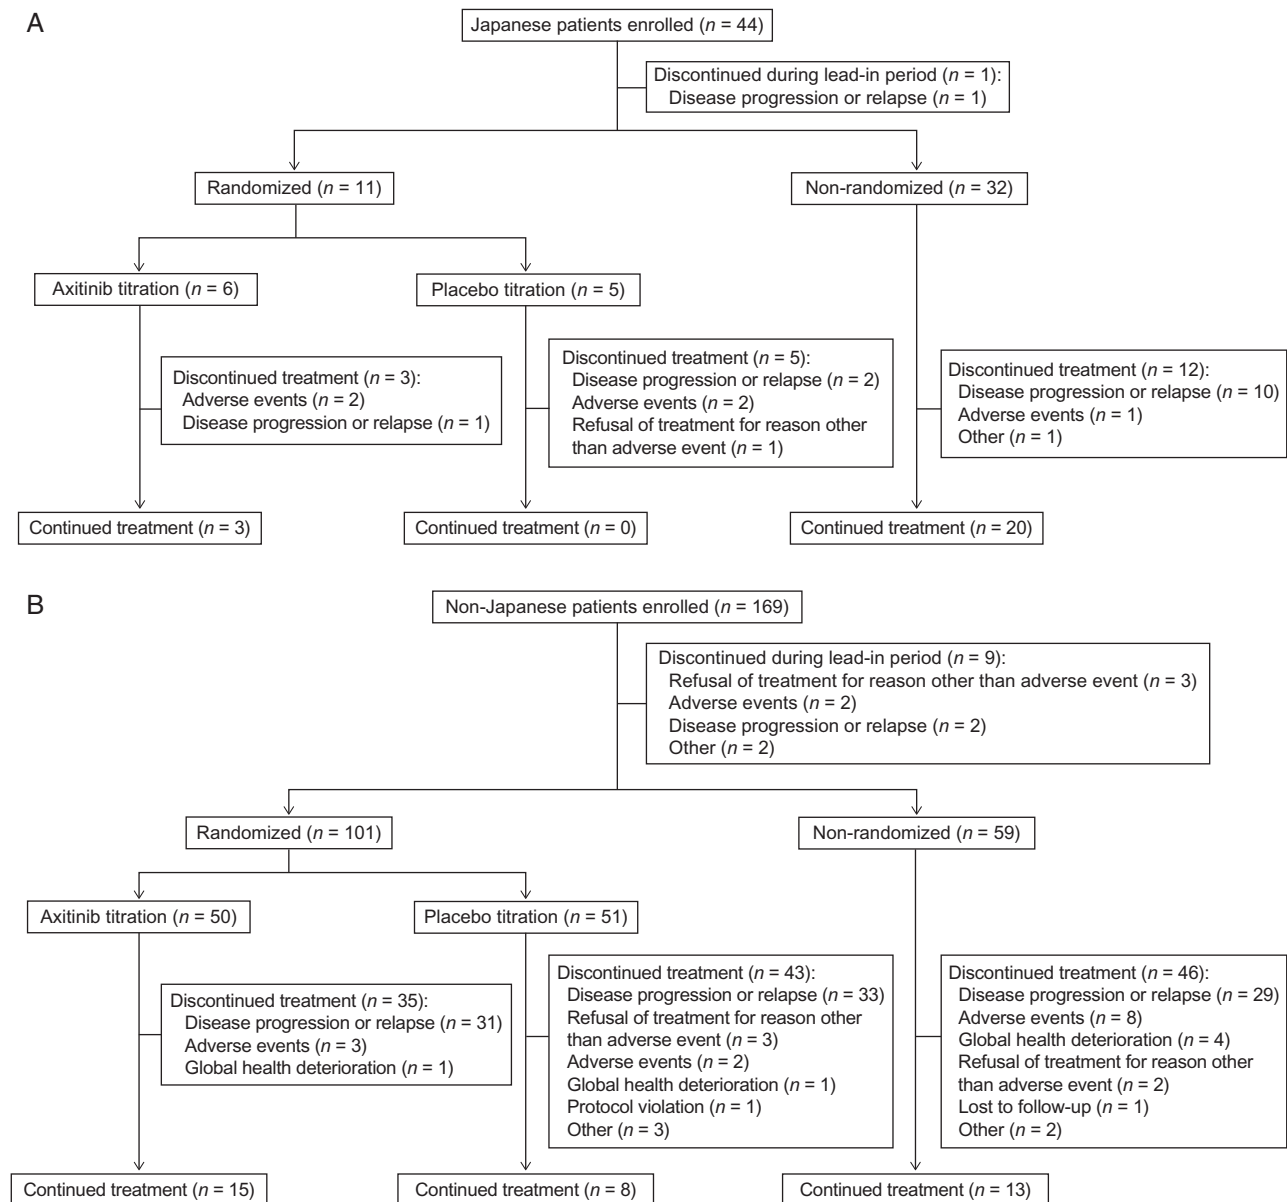 A
Japanese patients enrolled (n = 44)
Discontinued during lead-in period (n = 1):
Disease progression or relapse (n = 1)
Randomized (n = 11)
Non-randomized (n = 32)
Axitinib titration (n = 6)
Placebo titration (n = 5)
Discontinued treatment (n = 3):
Adverse events (n = 2)
Disease progression or relapse (n = 1)
Discontinued treatment (n = 5):
Disease progression or relapse (n = 2)
Adverse events (n = 2)
Refusal of treatment for reason other
than adverse event (n = 1)
Discontinued treatment (n = 12):
Disease progression or relapse (n = 10)
Adverse events (n = 1)
Other (n = 1)
Continued treatment (n = 3)
Continued treatment (n = 0)
Continued treatment (n = 20)
B
Non-Japanese patients enrolled (n = 169)
Discontinued during lead-in period (n = 9):
Refusal of treatment for reason other than adverse event (n = 3)
Adverse events (n = 2)
Disease progression or relapse (n = 2)
Other (n = 2)
Randomized (n = 101)
Non-randomized (n = 59)
Axitinib titration (n = 50)
Placebo titration (n = 51)
Discontinued treatment (n = 35):
Disease progression or relapse (n = 31)
Adverse events (n = 3)
Global health deterioration (n = 1)
Discontinued treatment (n = 43):
Disease progression or relapse (n = 33)
Refusal of treatment for reason other
than adverse event (n = 3)
Adverse events (n = 2)
Global health deterioration (n = 1)
Protocol violation (n = 1)
Other (n = 3)
Discontinued treatment (n = 46):
Disease progression or relapse (n = 29)
Adverse events (n = 8)
Global health deterioration (n = 4)
Refusal of treatment for reason other
than adverse event (n = 2)
Lost to follow-up (n = 1)
Other (n = 2)
Continued treatment (n = 15)
Continued treatment (n = 8)
Continued treatment (n = 13)